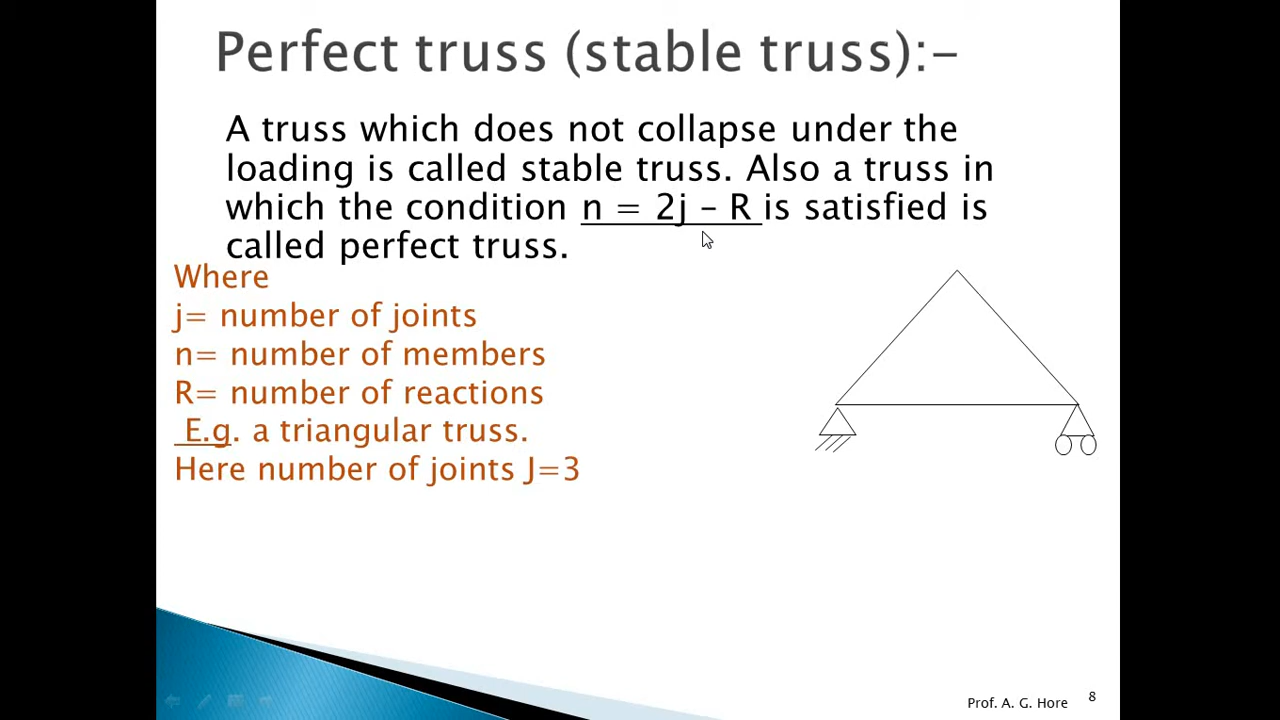 Perfect truss (stable truss):-
A truss which does not collapse under the
loading is called stable truss. Also a truss in
which the condition n = 2j – R is satisfied is
called perfect truss.
Where
j= number of joints
n= number of members
R= number of reactions
E.g. a triangular truss.
Here number of joints J=3
Prof. A. G. Hore 8